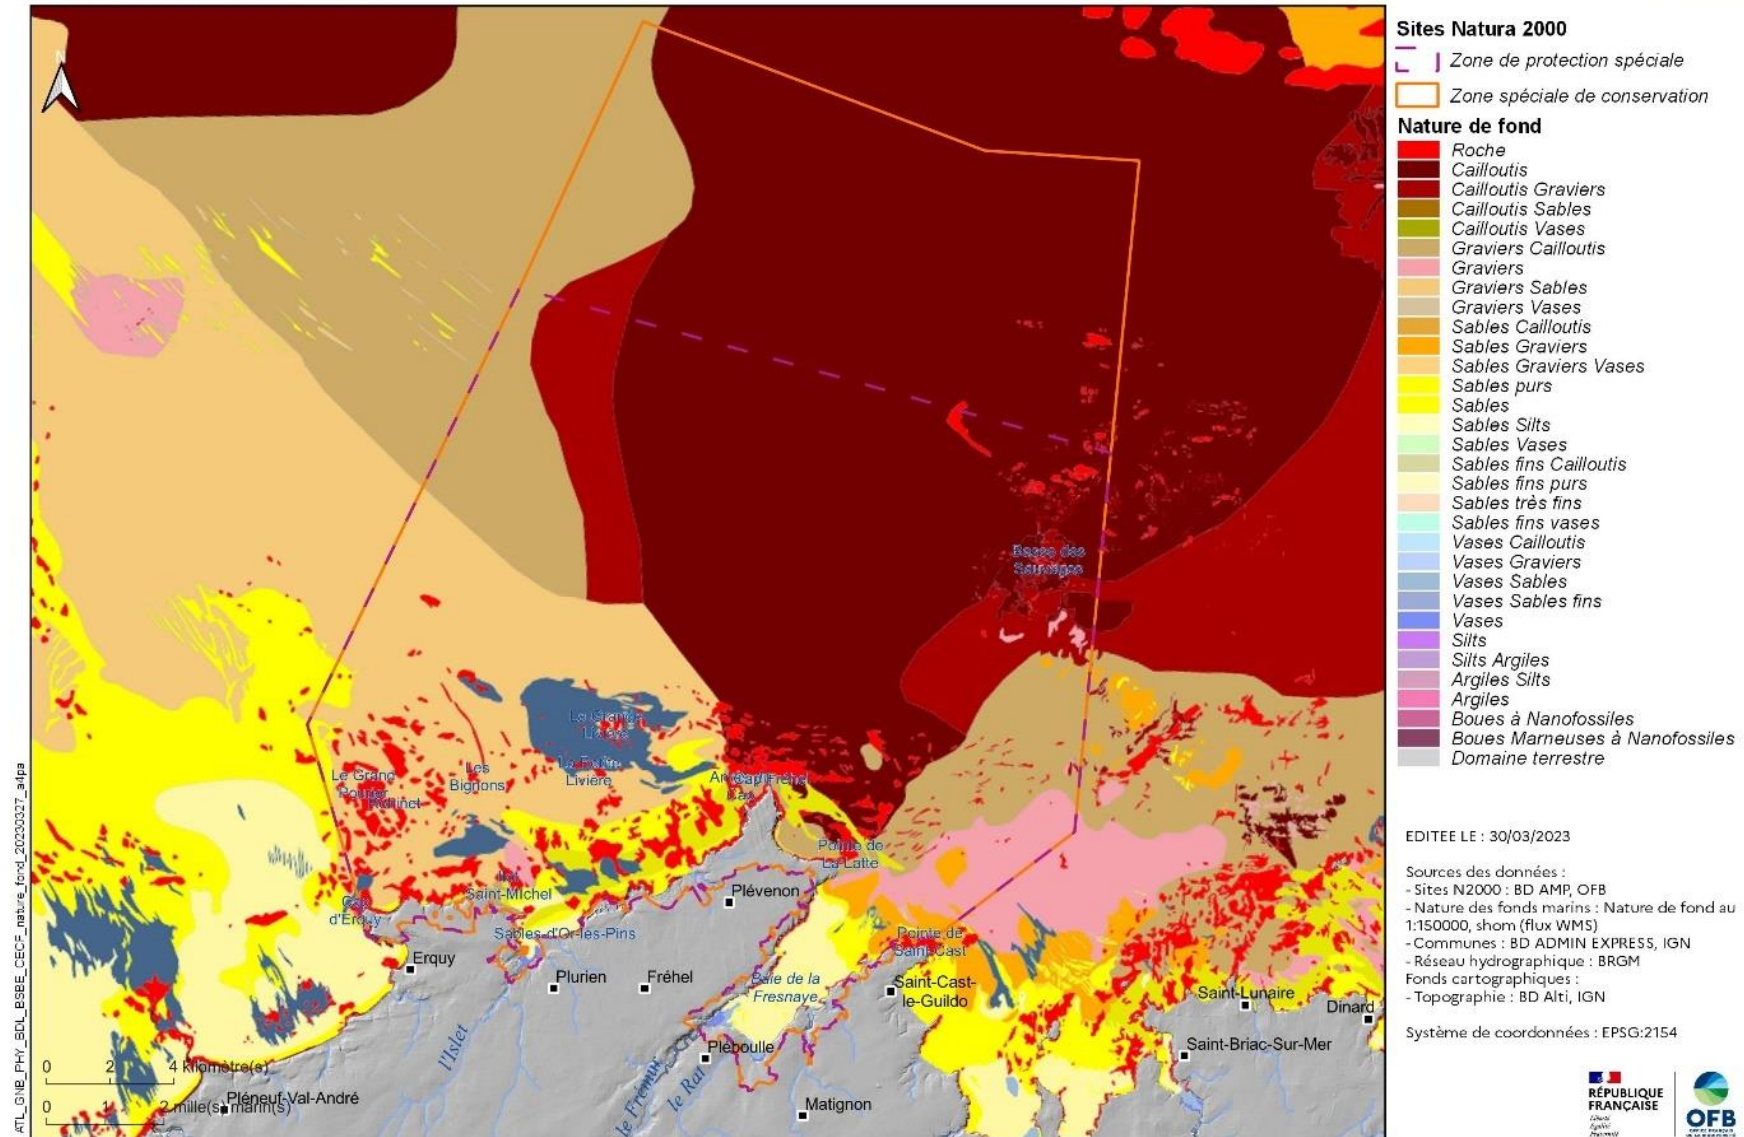 Sites Natura 2000
Zone de protection spéciale
Zone spéciale de conservation
Nature de fond
Roche
Cailloutis
Cailloutis Graviers
Cailloutis Sables
Cailloutis Vases
Graviers Cailloutis
Graviers
Graviers Sables
Graviers Vases
Sables Cailloutis
Sables Graviers
Sables Graviers Vases
Sables purs
Sables
Sables Silts
Sables Vases
Sables fins Cailloutis
Sables fins purs
Sables très fins
Sables fins vases
Vases Cailloutis
Vases Graviers
Vases Sables
Vases Sables fins
Vases
Silts
Silts Argiles
Argiles Silts
Argiles
Boues à Nanofossiles
Boues Marneuses à Nanofossiles
Domaine terrestre
EDITEE LE : 30/03/2023
Sources des données :
- Sites N2000 : BD AMP, OFB
- Nature des fonds marins : Nature de fond au
1:150000, shom (flux WMS)
- Communes : BD ADMIN EXPRESS, IGN
- Réseau hydrographique : BRGM
Fonds cartographiques :
- Topographie : BD Alti, IGN
Système de coordonnées : EPSG:2154
RÉPUBLIQUE
FRANÇAISE
Liberté
Égalité
Fraternité
OFB
N
Basse des
Sauvages
La Grande
Livière
La Petite
Livière
Les
Bignons
Le Grand
Pourier
Rohinet
Cap Fréhel
Pointe de
La Latte
Ilot
Saint-Michel
Cap
d'Erquy
Sables-d'Or-les-Pins
Plévenon
Pointe de
Saint-Cast
Erquy
Plurien
Fréhel
Baie de la
Fresnaye
Saint-Cast-
le-Guildo
Saint-Lunaire
Dinard
Saint-Briac-Sur-Mer
l'Islet
Pléboulle
le Frémur
le Rat
Matignon
Pléneuf-Val-André
0 2 4 kilomètre(s)
0 1 2 mille(s) marin(s)
ATL_GNB_PHY_BDL_BSBE_CECF_nature_fond_20230327_a4pa